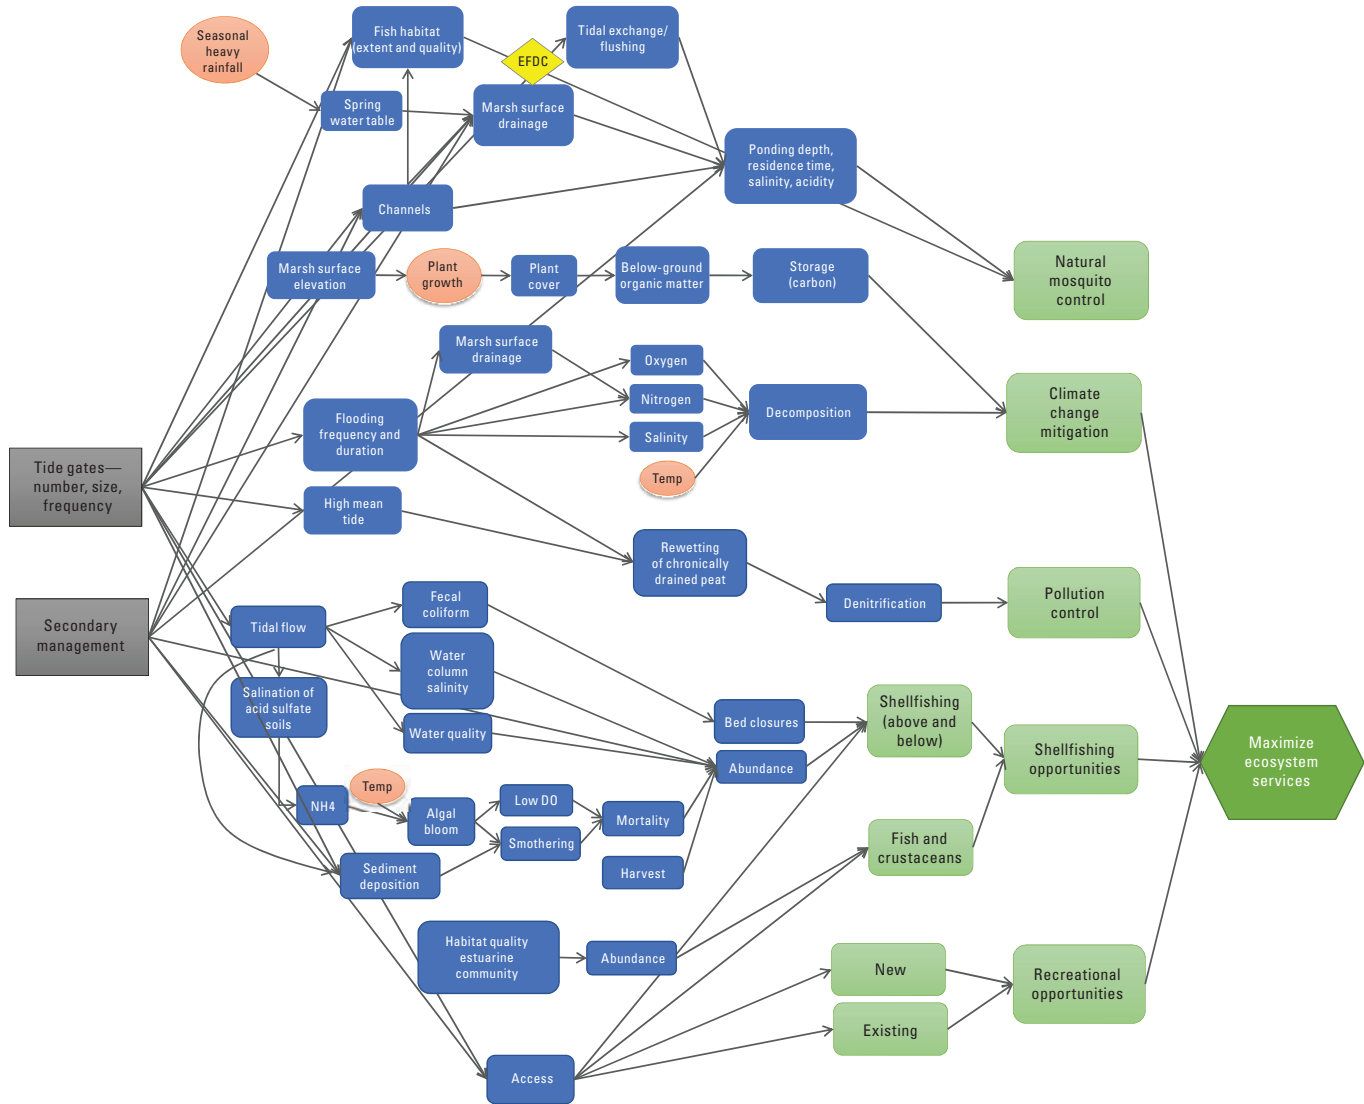 Seasonal
heavy
rainfall
Fish habitat
(extent and quality)
Tidal exchange/
flushing
EFDC
Spring
water table
Marsh surface
drainage
Ponding depth,
residence time,
salinity, acidity
Channels
Marsh surface
elevation
Plant
growth
Plant
cover
Below-ground
organic matter
Storage
(carbon)
Natural
mosquito
control
Marsh surface
drainage
Oxygen
Nitrogen
Salinity
Temp
Decomposition
Climate
change
mitigation
Flooding
frequency and
duration
Tide gates—
number, size,
frequency
High mean
tide
Rewetting
of chronically
drained peat
Denitrification
Pollution
control
Secondary
management
Tidal flow
Fecal
coliform
Water
column
salinity
Water quality
Salination of
acid sulfate
soils
Bed closures
Abundance
Shellfishing
(above and
below)
Shellfishing
opportunities
Maximize
ecosystem
services
NH4
Temp
Algal
bloom
Low DO
Smothering
Mortality
Harvest
Fish and
crustaceans
Sediment
deposition
Habitat quality
estuarine
community
Abundance
New
Existing
Recreational
opportunities
Access